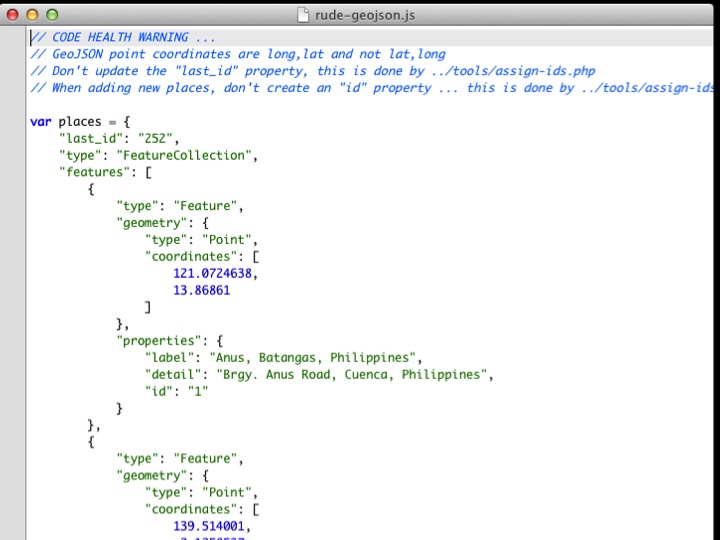 rude-geojson.js
// CODE HEALTH WARNING ...
// GeoJSON point coordinates are long,lat and not lat,long
// Don't update the "last_id" property, this is done by ../tools/assign-ids.php
// When adding new places, don't create an "id" property ... this is done by ../tools/assign-ids
var places = {
"last_id": "252",
"type": "FeatureCollection",
"features": [
{
"type": "Feature",
"geometry": {
"type": "Point",
"coordinates": [
121.0724638,
13.86861
]
},
"properties": {
"label": "Anus, Batangas, Philippines",
"detail": "Brgy. Anus Road, Cuenca, Philippines",
"id": "1"
}
},
{
"type": "Feature",
"geometry": {
"type": "Point",
"coordinates": [
139.514001,